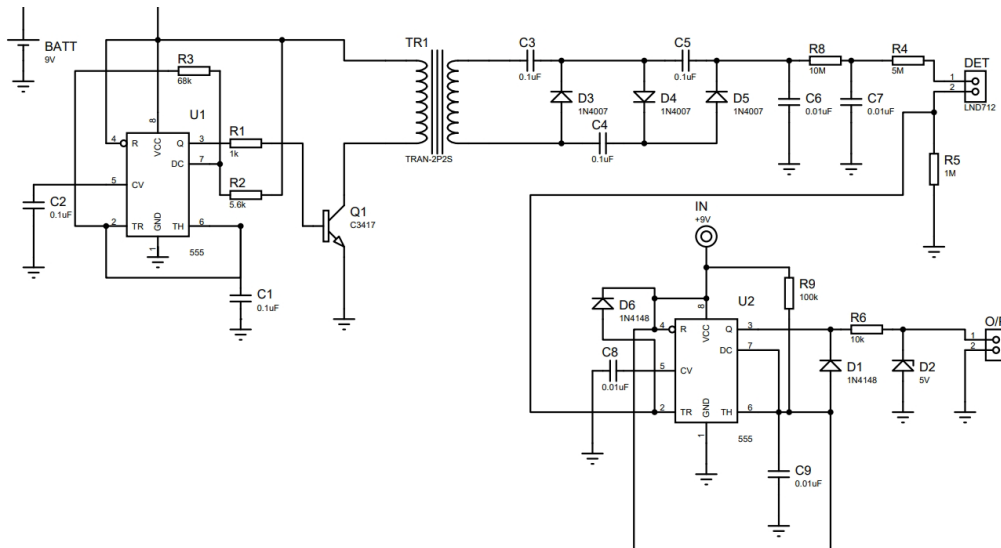 BATT
9V
R3
68k
U1
4
R
8
VCC
Q
3
DC
7
5
CV
2
TR
GND
1
TH
6
555
R1
1k
R2
5.6k
C2
0.1uF
C1
0.1uF
Q1
C3417
TR1
TRAN-2P2S
C3
0.1uF
C5
0.1uF
D3
1N4007
D4
1N4007
D5
1N4007
C4
0.1uF
R8
10M
R4
5M
C6
0.01uF
C7
0.01uF
DET
1
2
LND712
R5
1M
IN
+9V
R9
100k
D6
1N4148
U2
4
R
8
VCC
Q
3
DC
7
5
CV
2
TR
GND
1
TH
6
555
C8
0.01uF
R6
10k
D1
1N4148
D2
5V
1
2
C9
0.01uF